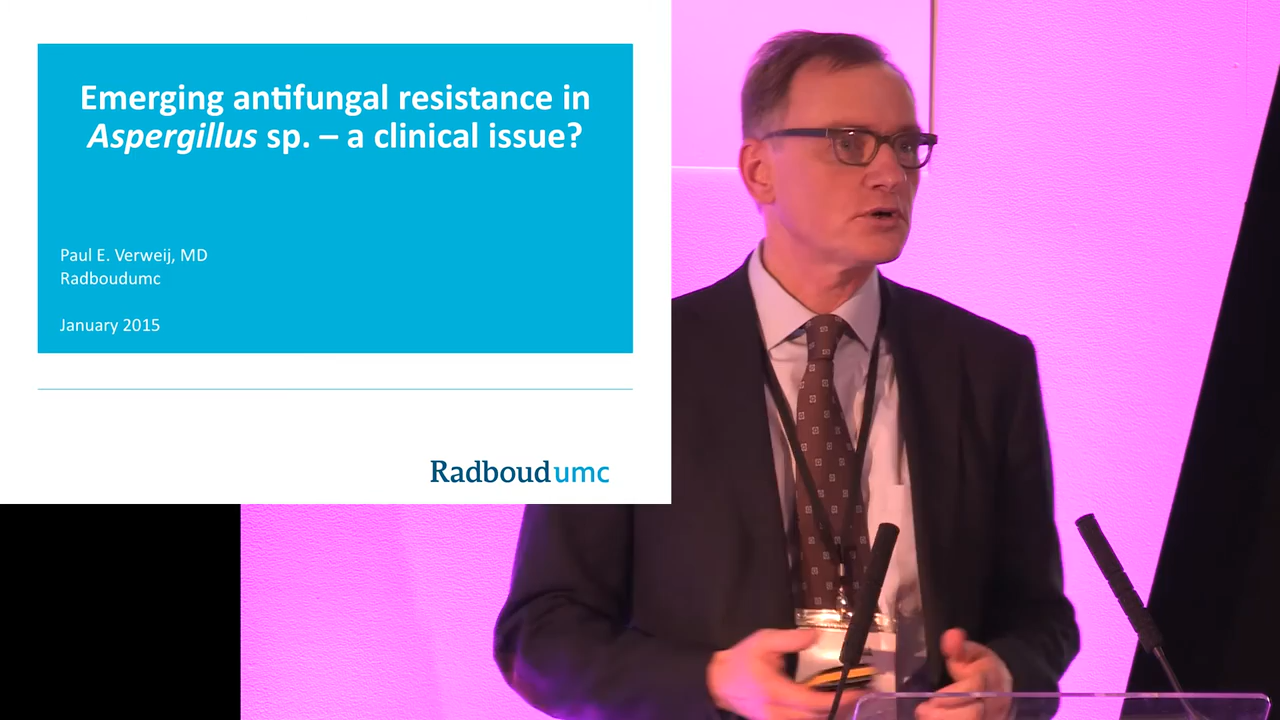 Emerging antifungal resistance in
Aspergillus sp. – a clinical issue?
Paul E. Verweij, MD
Radboudumc
January 2015
Radboudumc